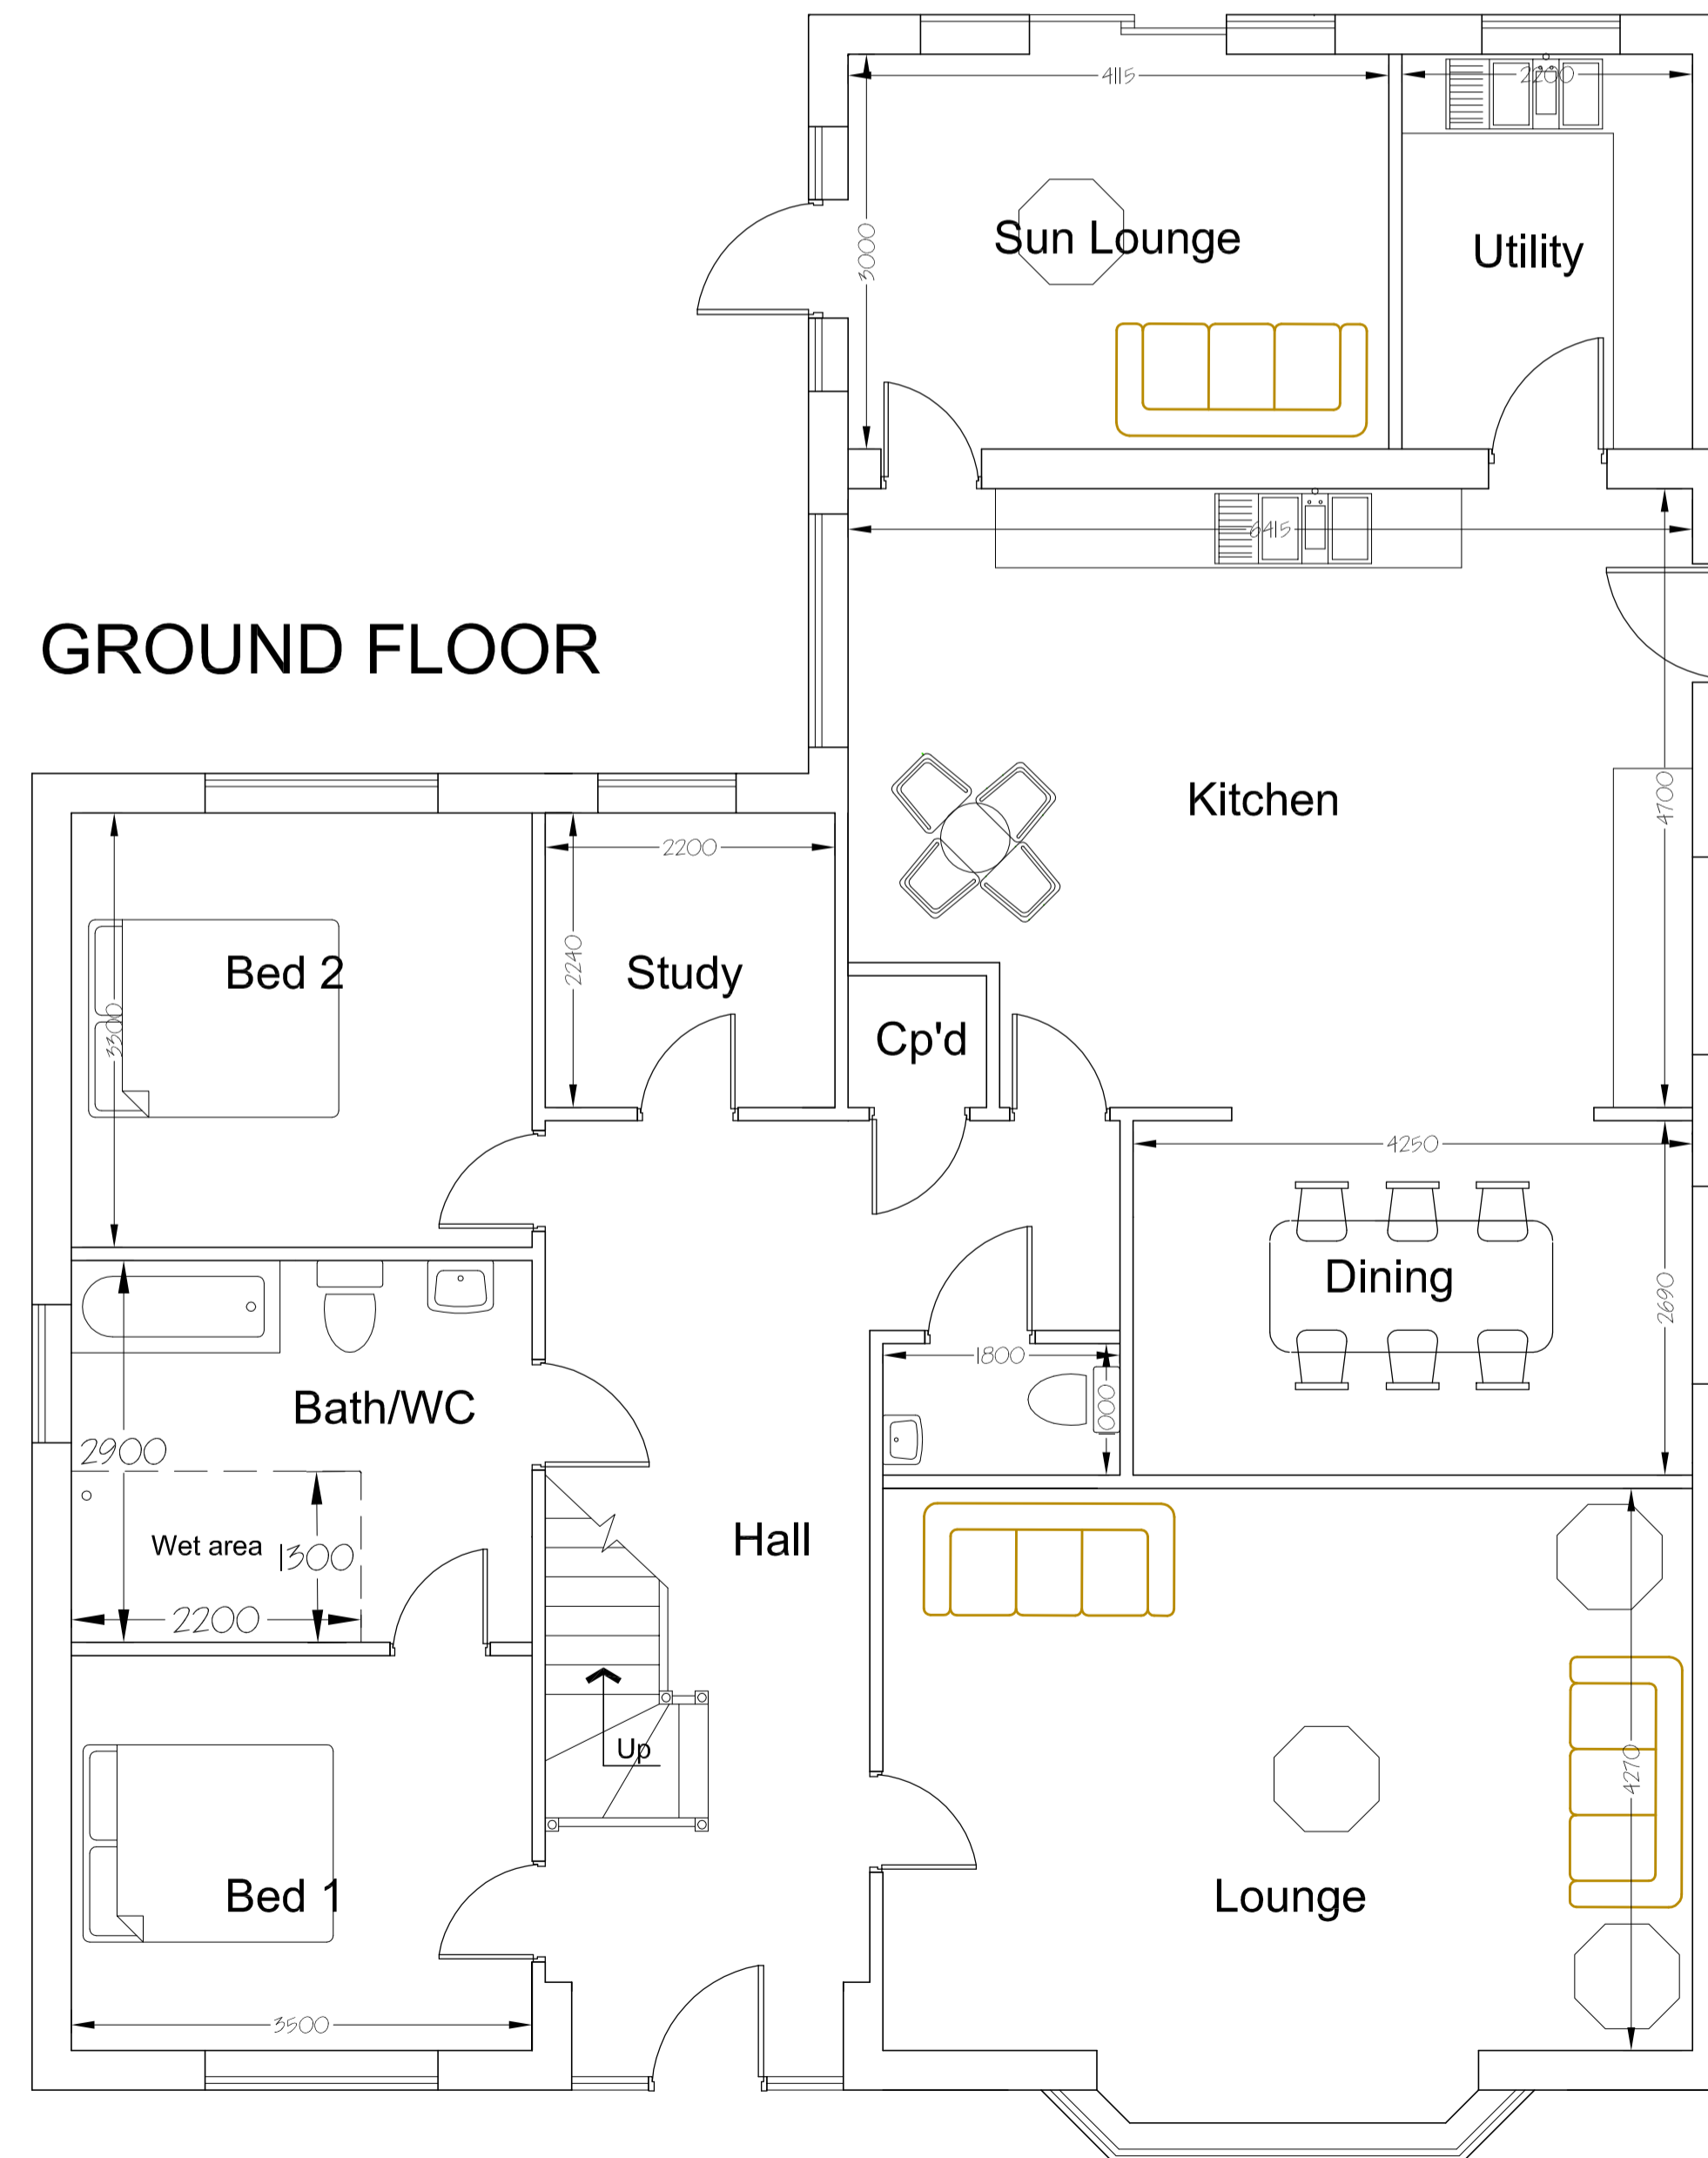 4115
2200
3000
Sun Lounge
Utility
6415
GROUND FLOOR
4700
Kitchen
2200
2240
Bed 2
Study
3300
Cp'd
4250
Dining
2690
1800
1000
Bath/WC
2900
Wet area
1300
Hall
2200
Up
4270
Bed 1
Lounge
3500